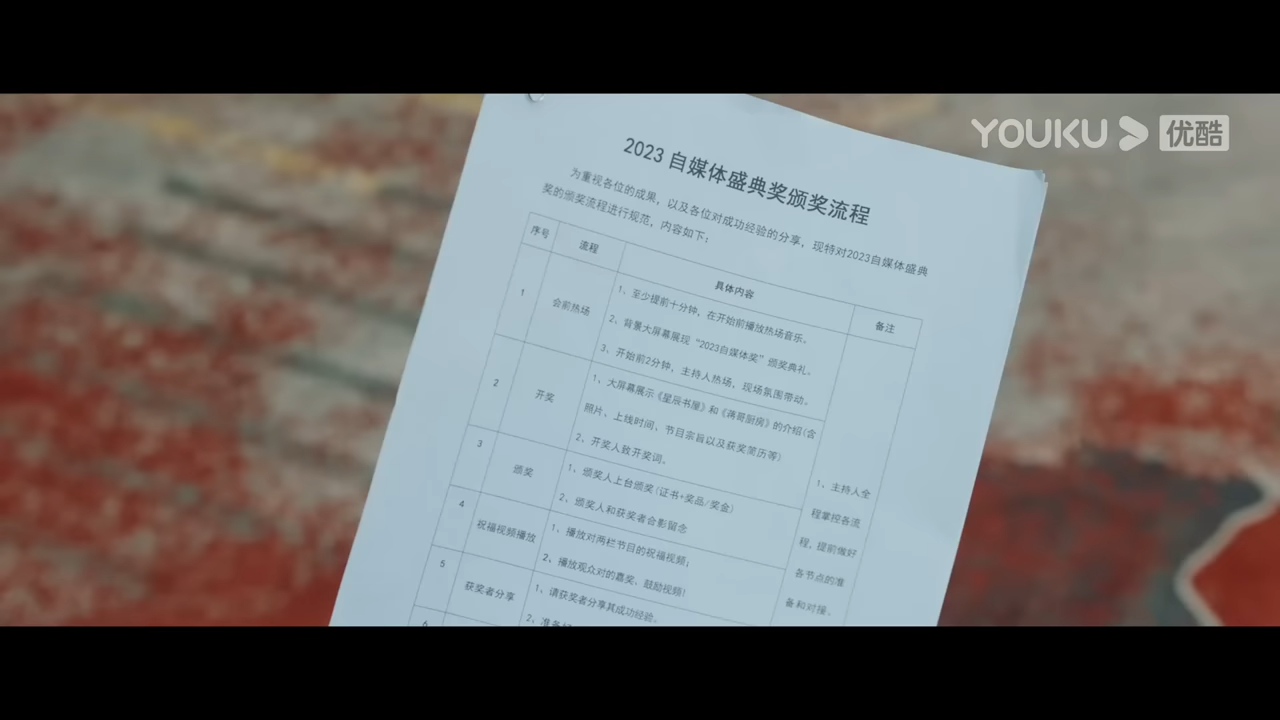 YOUKU 优酷
2023 自媒体盛典奖颁奖流程
为重视各位的成果，以及各位对成功经验的分享，现特对2023自媒体盛典
奖的颁奖流程进行规范，内容如下：
序号 流程 具体内容 备注
1 会前热场
1、至少提前十分钟，在开始前播放热场音乐。
2、背景大屏幕展现“2023自媒体奖”颁奖典礼。
3、开始前2分钟，主持人热场，现场氛围带动。
2 开奖
1、大屏幕展示《星辰书屋》和《蒋哥厨房》的介绍(含
照片、上线时间、节目宗旨以及获奖简历等)
2、开奖人致开奖词。
3 颁奖
1、颁奖人上台颁奖(证书+奖品/奖金)
2、颁奖人和获奖者合影留念
4 祝福视频播放
1、播放对两栏节目的祝福视频；
2、播放观众对的嘉奖、鼓励视频!
5 获奖者分享
1、请获奖者分享其成功经验。
2、准备
6
1、主持人全
程掌控各流
程，提前做好
各节点的准
备和对接。